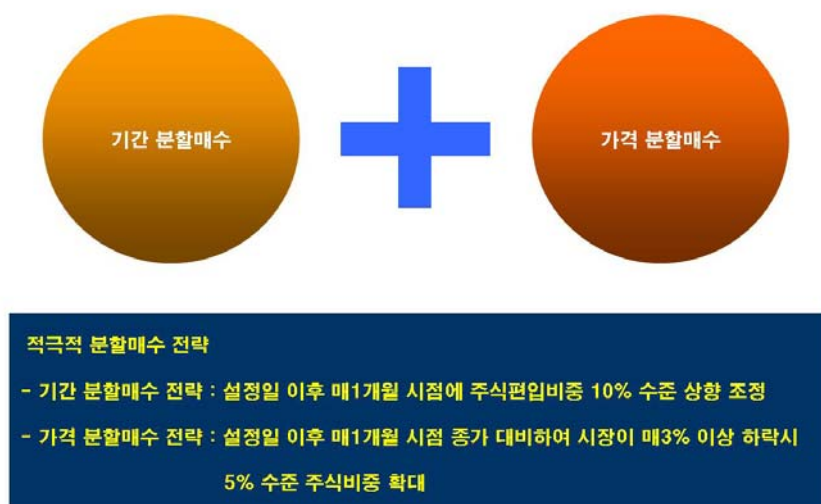 기간 분할매수
가격 분할매수
적극적 분할매수 전략
- 기간 분할매수 전략 : 설정일 이후 매1개월 시점에 주식편입비중 10% 수준 상향 조정
- 가격 분할매수 전략 : 설정일 이후 매1개월 시점 종가 대비하여 시장이 매3% 이상 하락시
5% 수준 주식비중 확대